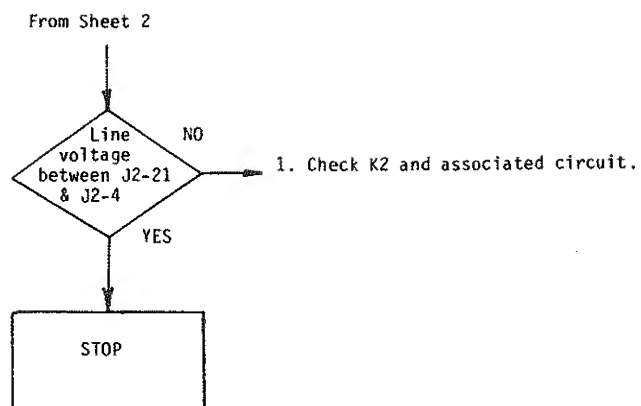 From Sheet 2
Line
voltage
between J2-21
& J2-4
NO
1. Check K2 and associated circuit.
YES
STOP